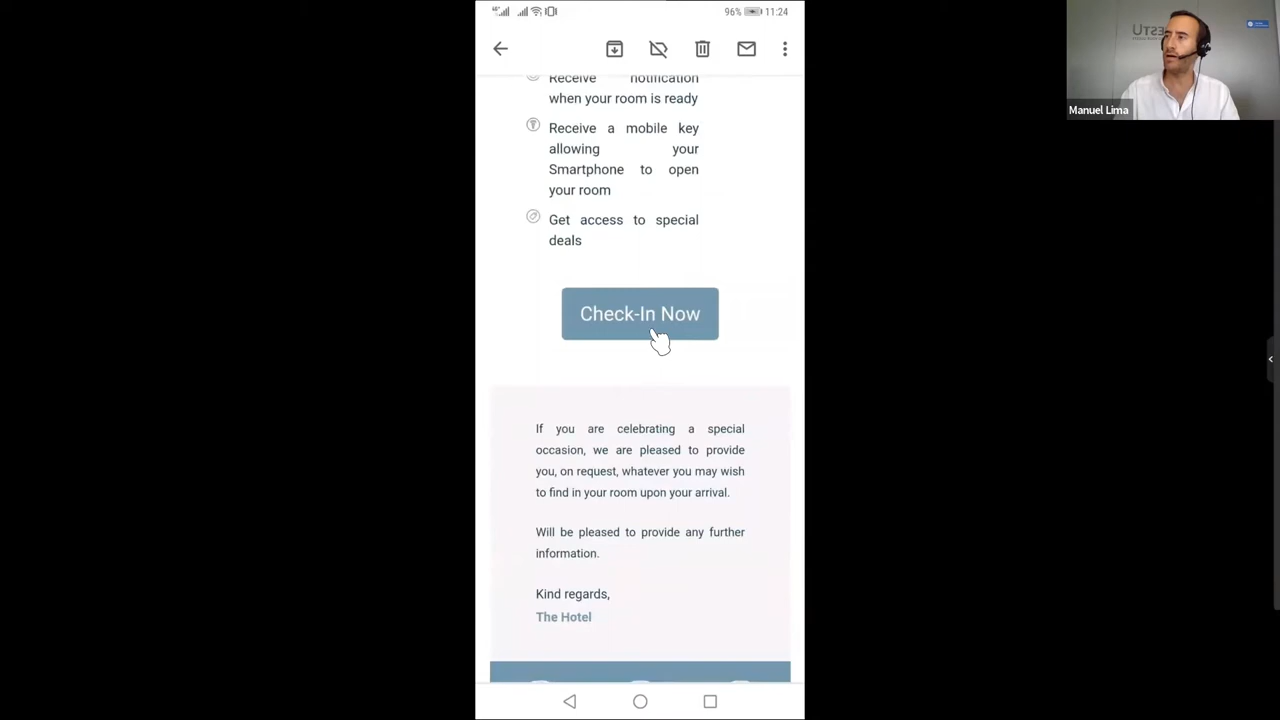 96% 11:24
Receive notification
when your room is ready
Receive a mobile key
allowing your
Smartphone to open
your room
Get access to special
deals
Check-In Now
If you are celebrating a special
occasion, we are pleased to provide
you, on request, whatever you may wish
to find in your room upon your arrival.
Will be pleased to provide any further
information.
Kind regards,
The Hotel
Manuel Lima